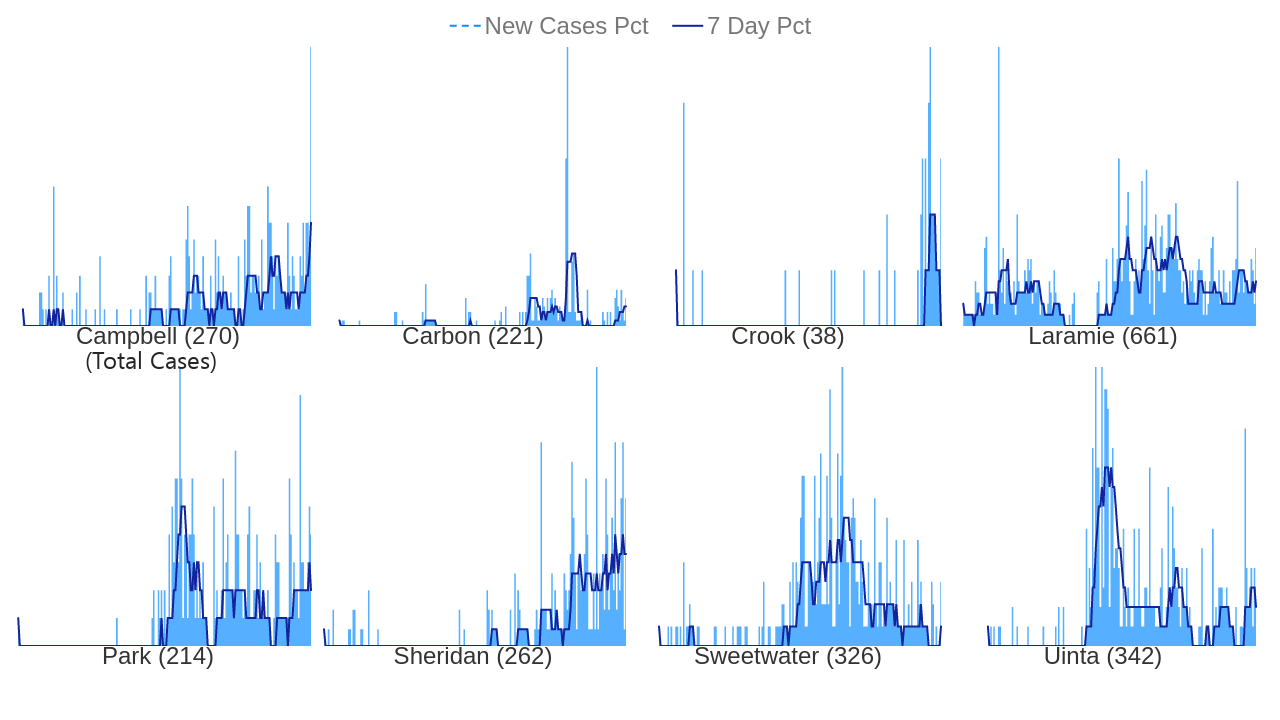 New Cases Pct 7 Day Pct
Campbell (270) Carbon (221) Crook (38) Laramie (661)
(Total Cases)
Park (214) Sheridan (262) Sweetwater (326) Uinta (342)